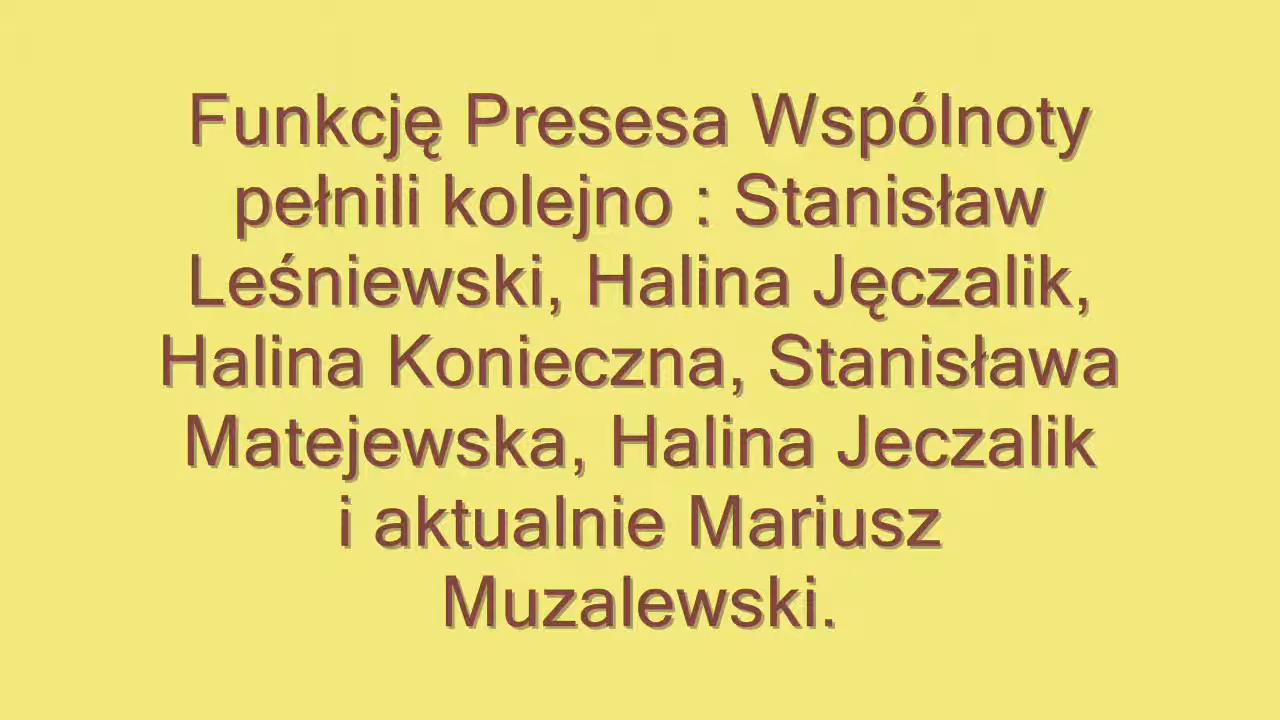 Funkcję Presesa Wspólnoty
pełnili kolejno : Stanisław
Leśniewski, Halina Jęczalik,
Halina Konieczna, Stanisława
Matejewska, Halina Jeczalik
i aktualnie Mariusz
Muzalewski.